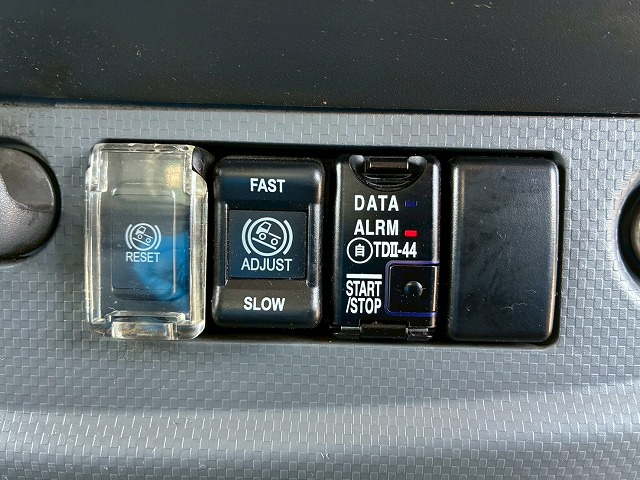 RESET
FAST
ADJUST
SLOW
DATA
ALRM
自 TDII-44
START
/STOP